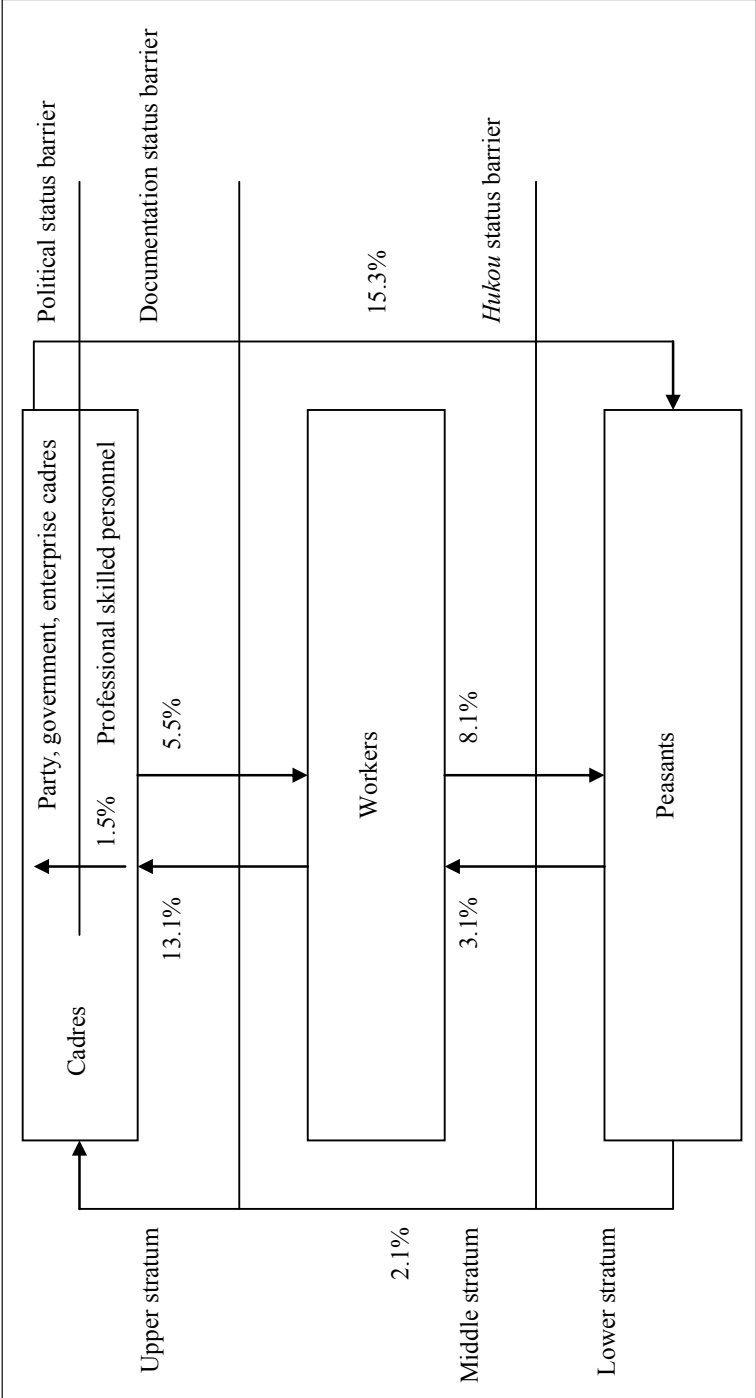 Party, government, enterprise cadres
Political status barrier
Cadres
1.5%
Professional skilled personnel
Documentation status barrier
Upper stratum
13.1%
5.5%
Workers
15.3%
2.1%
Middle stratum
3.1%
8.1%
Hukou status barrier
Lower stratum
Peasants